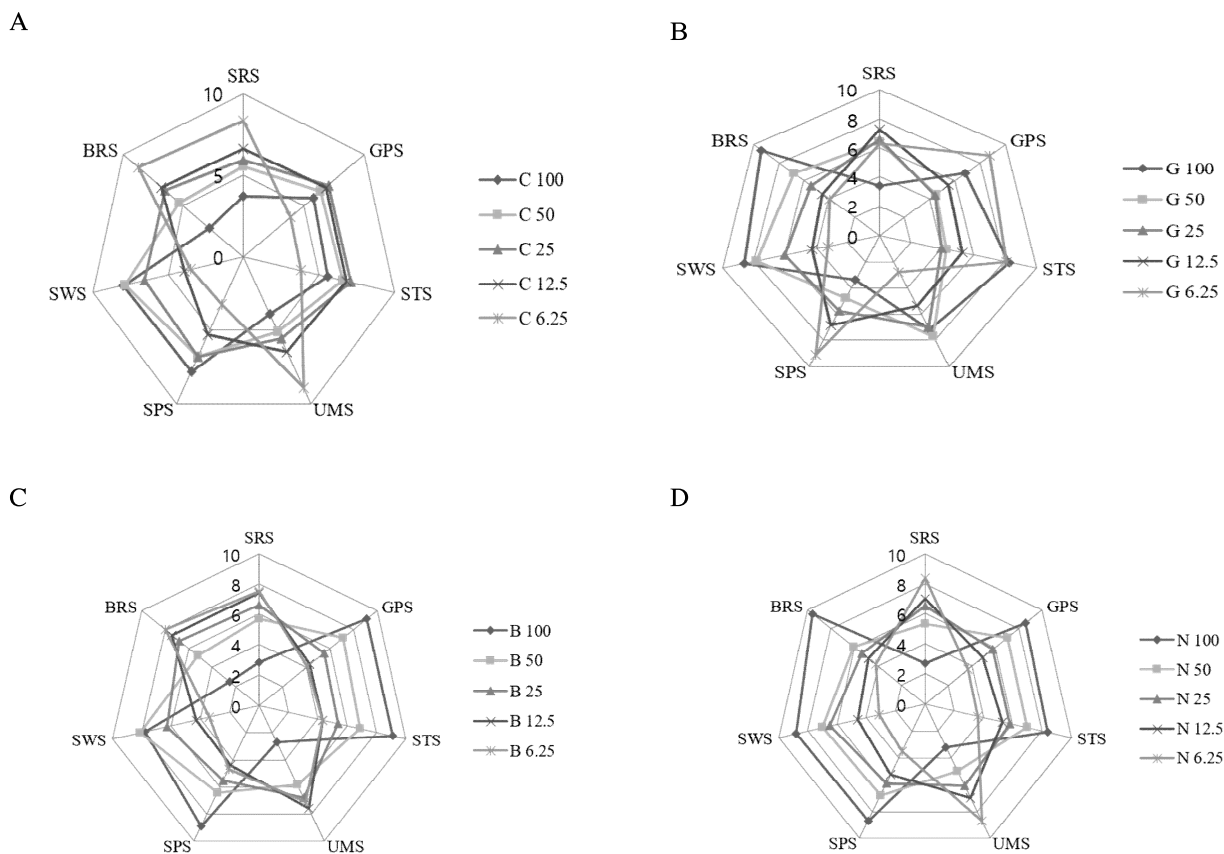 A
SRS
10
GPS
BRS
5
0
STS
SWS
UMS
SPS
C 100
C 50
C 25
C 12.5
C 6.25
B
SRS
10
8
6
4
2
0
GPS
BRS
STS
SWS
UMS
SPS
G 100
G 50
G 25
G 12.5
G 6.25
C
SRS
10
8
6
4
2
0
GPS
BRS
STS
SWS
UMS
SPS
B 100
B 50
B 25
B 12.5
B 6.25
D
SRS
10
8
6
4
2
0
GPS
BRS
STS
SWS
UMS
SPS
N 100
N 50
N 25
N 12.5
N 6.25